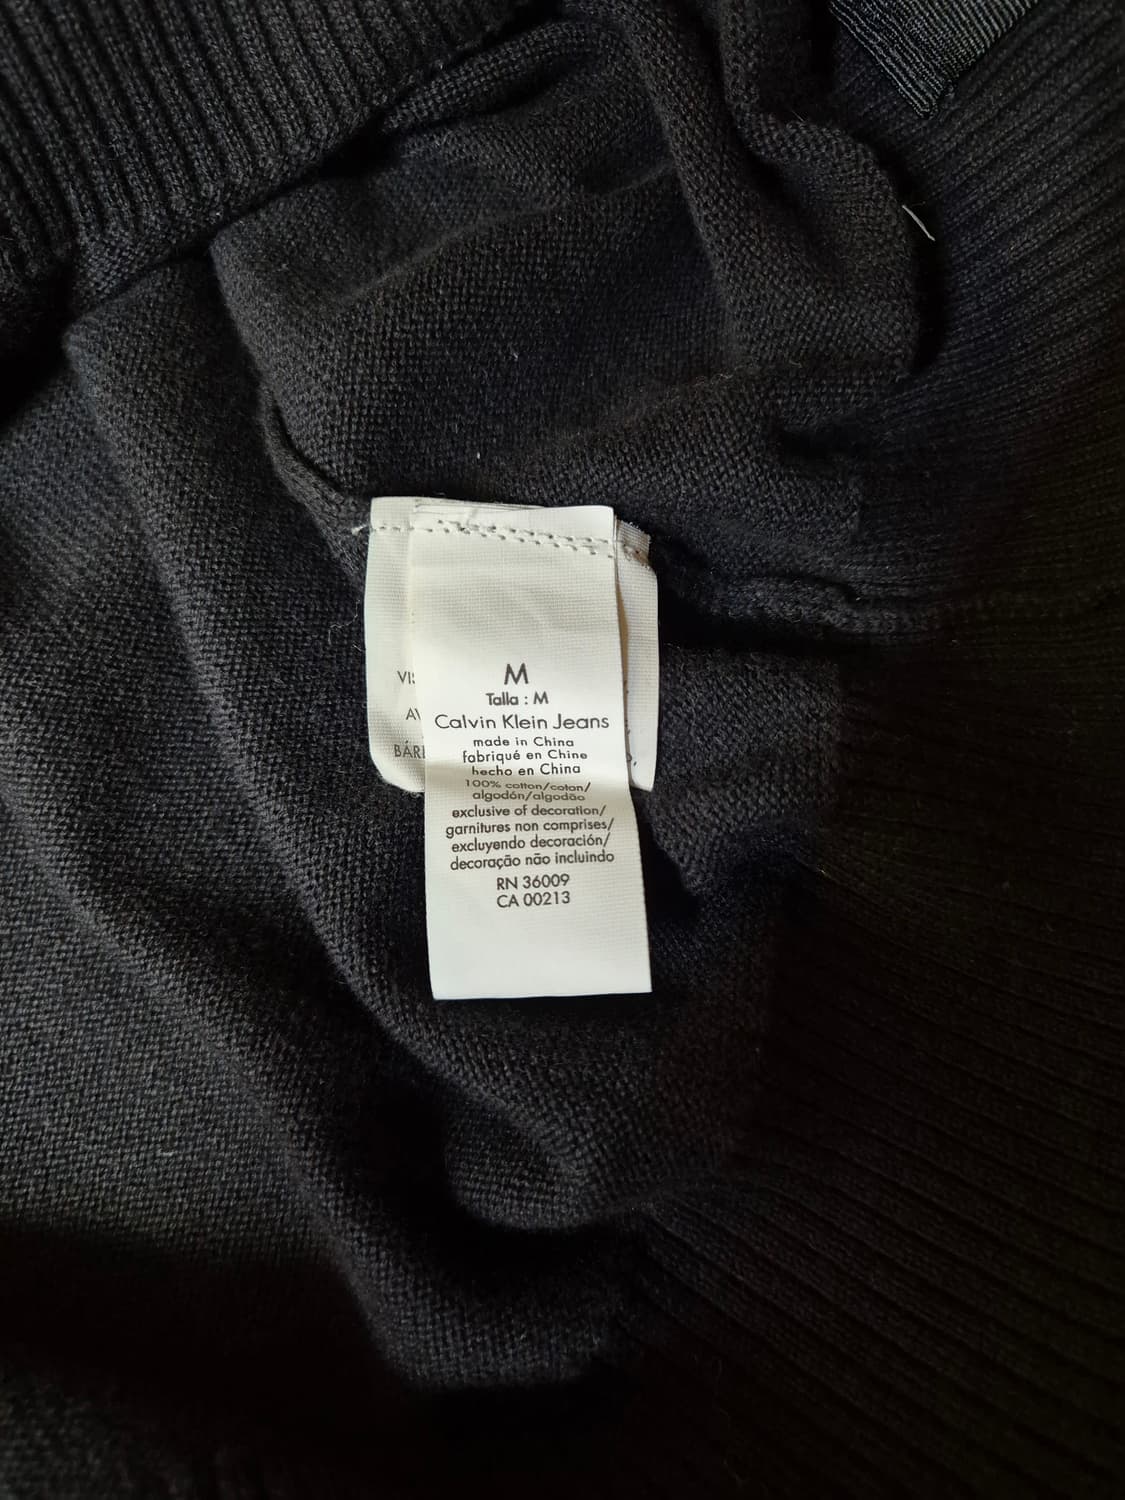 M
Talla : M
Calvin Klein Jeans
made in China
fabriqué en Chine
hecho en China
100% cotton/coton/
algodón/algodão
exclusive of decoration/
garnitures non comprises/
excluyendo decoración/
decoração não incluindo
RN 36009
CA 00213